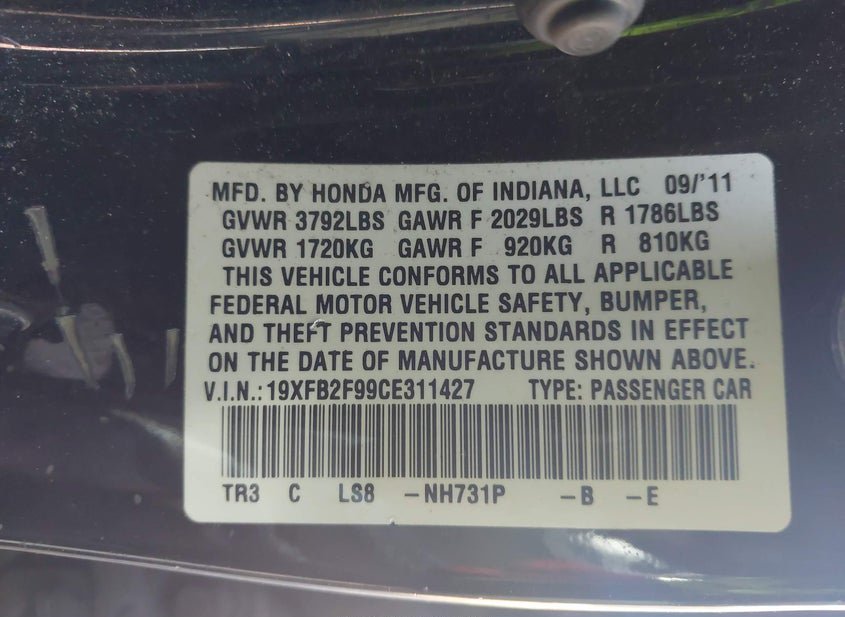 MFD. BY HONDA MFG. OF INDIANA, LLC 09/'11
GVWR 3792LBS GAWR F 2029LBS R 1786LBS
GVWR 1720KG GAWR F 920KG R 810KG
THIS VEHICLE CONFORMS TO ALL APPLICABLE
FEDERAL MOTOR VEHICLE SAFETY, BUMPER,
AND THEFT PREVENTION STANDARDS IN EFFECT
ON THE DATE OF MANUFACTURE SHOWN ABOVE.
V.I.N.: 19XFB2F99CE311427 TYPE: PASSENGER CAR
TR3 C LS8 -NH731P -B -E